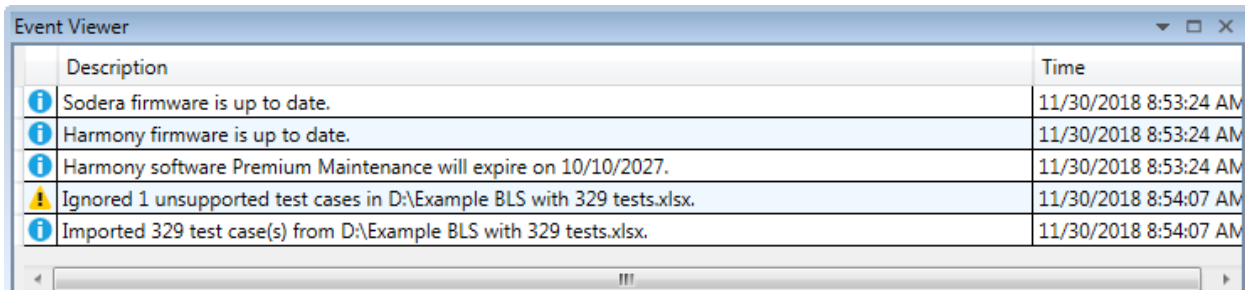 Event Viewer
Description Time
Sodera firmware is up to date. 11/30/2018 8:53:24 AM
Harmony firmware is up to date. 11/30/2018 8:53:24 AM
Harmony software Premium Maintenance will expire on 10/10/2027. 11/30/2018 8:53:24 AM
Ignored 1 unsupported test cases in D:\Example BLS with 329 tests.xlsx. 11/30/2018 8:54:07 AM
Imported 329 test case(s) from D:\Example BLS with 329 tests.xlsx. 11/30/2018 8:54:07 AM